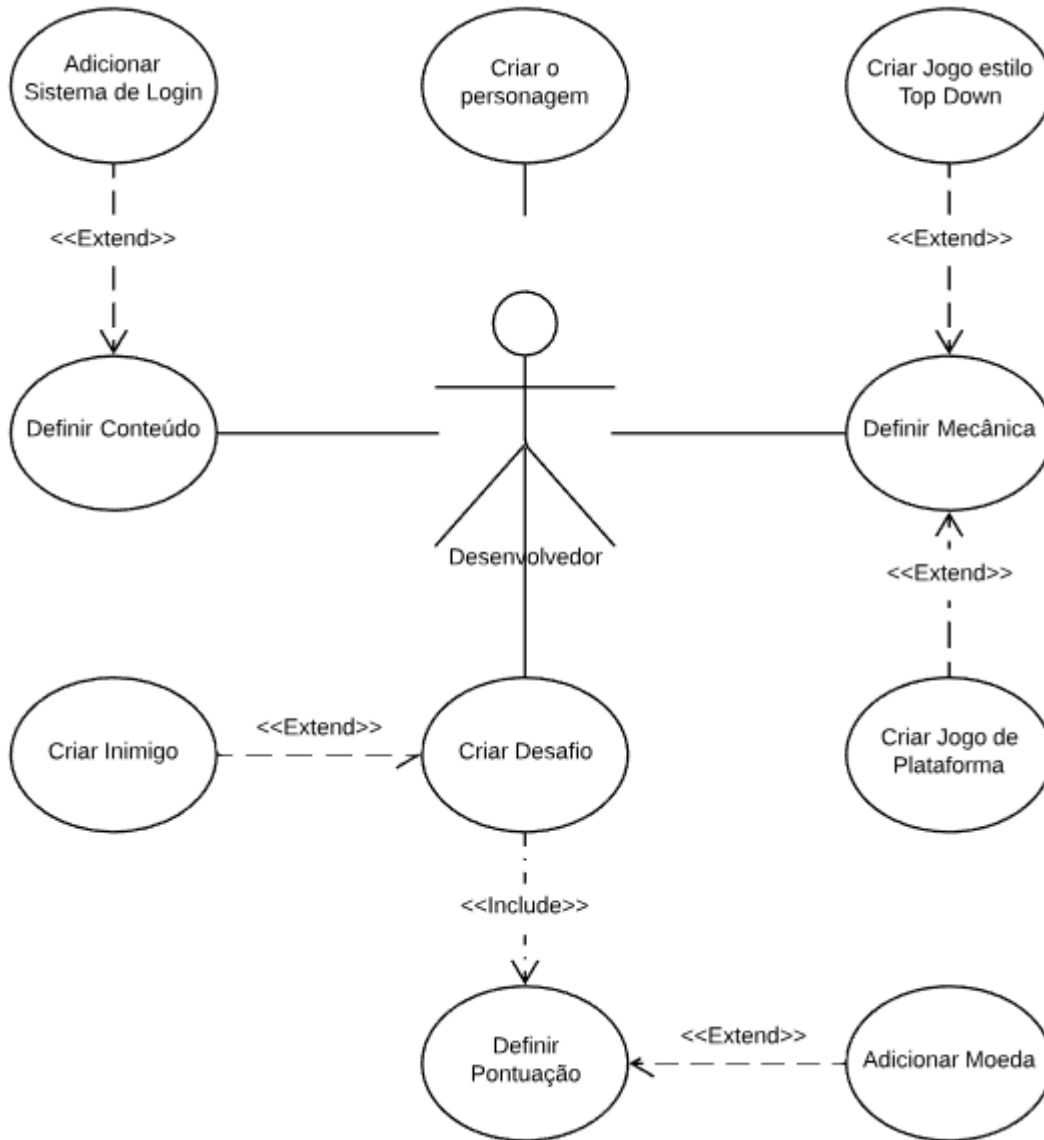 Adicionar
Sistema de Login
Criar o
personagem
Criar Jogo estilo
Top Down
<<Extend>>
<<Extend>>
Definir Conteúdo
Definir Mecânica
Desenvolvedor
<<Extend>>
Criar Inimigo
<<Extend>>
Criar Desafio
Criar Jogo de
Plataforma
<<Include>>
Definir
Pontuação
<<Extend>>
Adicionar Moeda